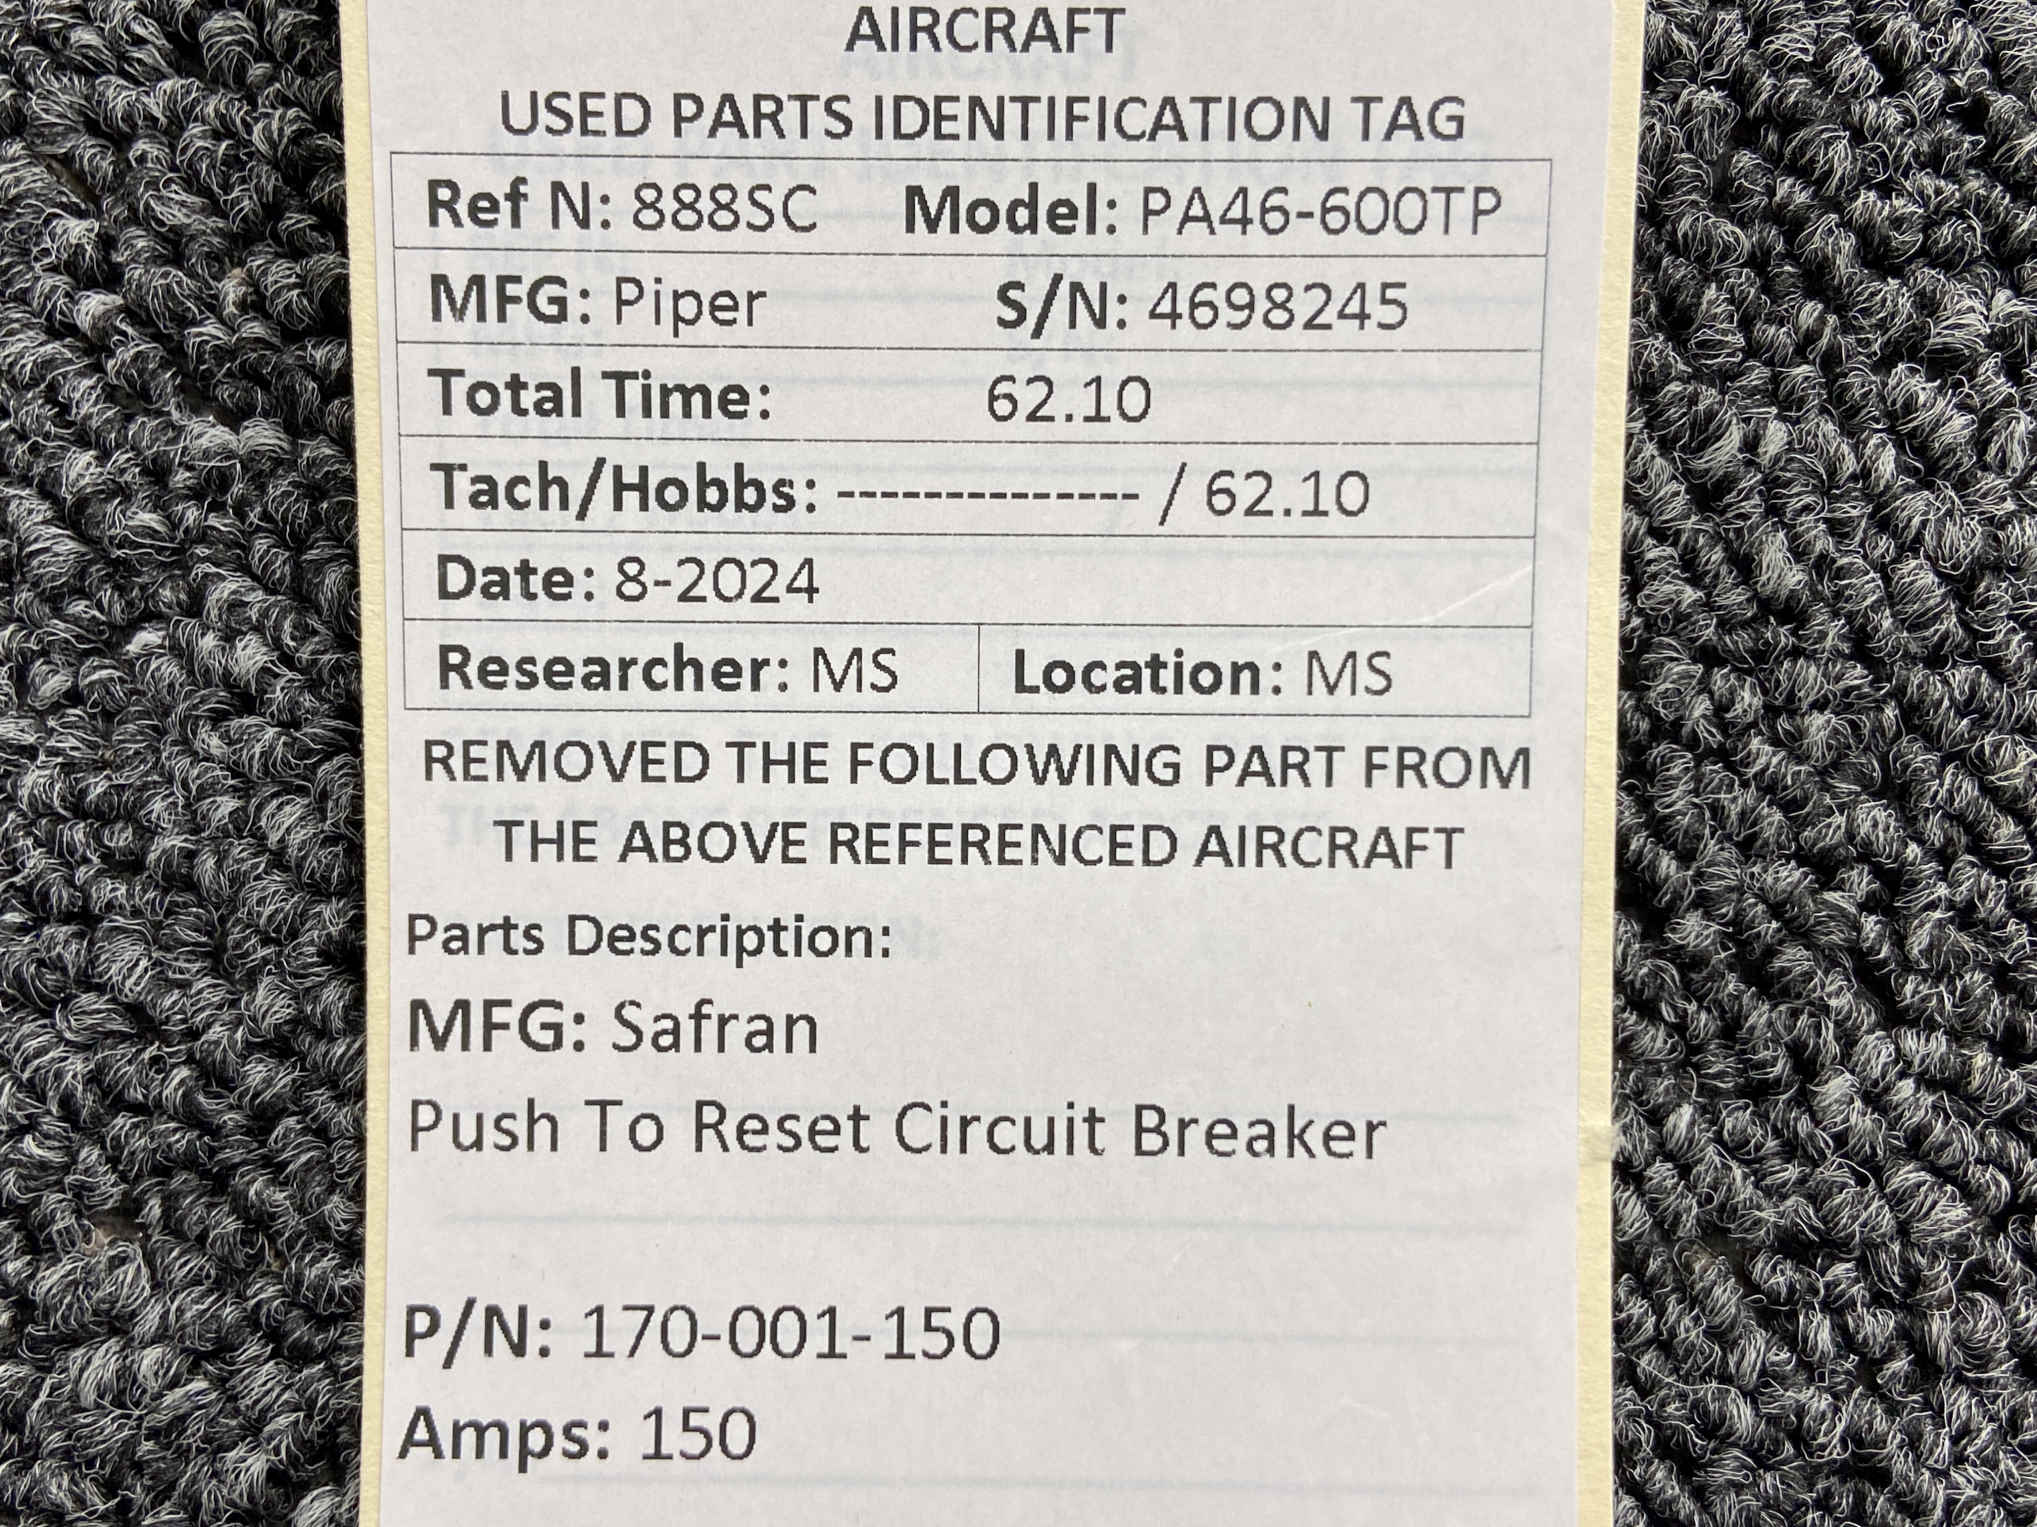 AIRCRAFT
USED PARTS IDENTIFICATION TAG
Ref N: 888SC Model: PA46-600TP
MFG: Piper S/N: 4698245
Total Time: 62.10
Tach/Hobbs: -------------- / 62.10
Date: 8-2024
Researcher: MS Location: MS
REMOVED THE FOLLOWING PART FROM
THE ABOVE REFERENCED AIRCRAFT
Parts Description:
MFG: Safran
Push To Reset Circuit Breaker
P/N: 170-001-150
Amps: 150